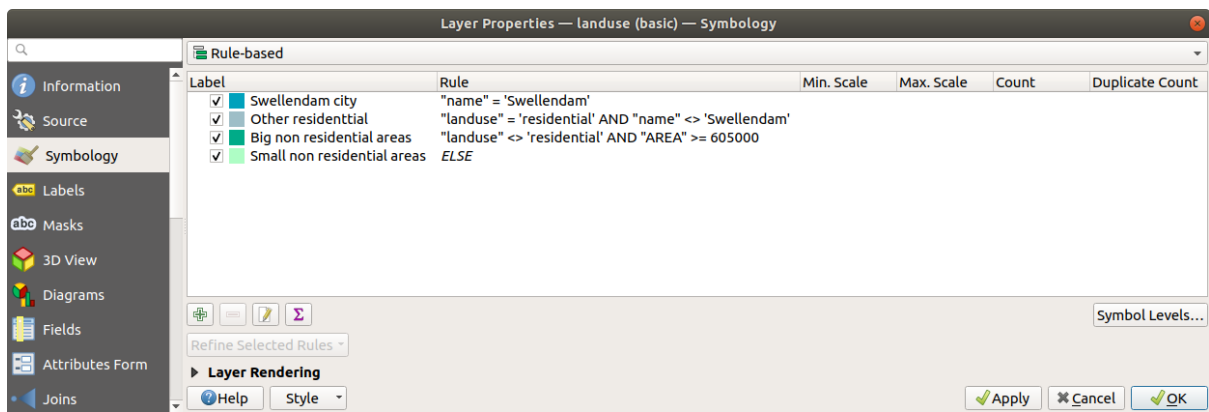 Layer Properties — landuse (basic) — Symbology
Information
Source
Symbology
abc Labels
abc Masks
3D View
Diagrams
Fields
Attributes Form
Joins
Rule-based
Label Rule Min. Scale Max. Scale Count Duplicate Count
Swellendam city "name" = 'Swellendam'
Other residenttial "landuse" = 'residential' AND "name" <> 'Swellendam'
Big non residential areas "landuse" <> 'residential' AND "AREA" >= 605000
Small non residential areas ELSE
Σ
Symbol Levels...
Refine Selected Rules
Layer Rendering
Help Style Apply Cancel OK